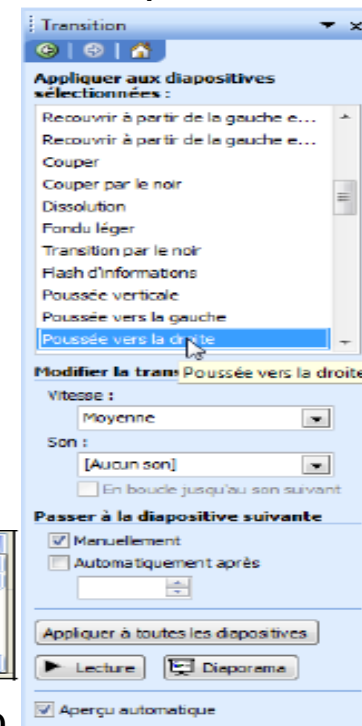 Transition
Appliquer aux diapositives
sélectionnées :
Recouvrir à partir de la gauche e...
Recouvrir à partir de la gauche e...
Couper
Couper par le noir
Dissolution
Fondu léger
Transition par le noir
Flash d'informations
Poussée verticale
Poussée vers la gauche
Poussée vers la droite
Modifier la tran
Poussée vers la droite
Vitesse :
Moyenne
Son :
[Aucun son]
En boucle jusqu'au son suivant
Passer à la diapositive suivante
Manuellement
Automatiquement après
Appliquer à toutes les diapositives
Lecture
Diaporama
Aperçu automatique